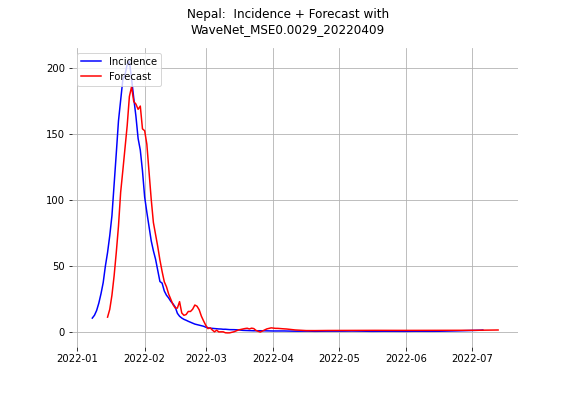 Nepal:  Incidence + Forecast with
WaveNet_MSE0.0029_20220409
Incidence
Forecast
200
150
100
50
0
2022-01 2022-02 2022-03 2022-04 2022-05 2022-06 2022-07